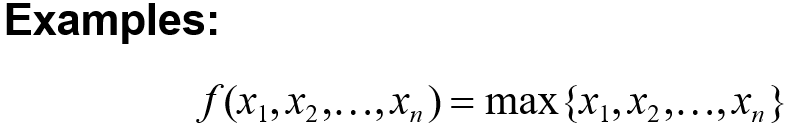 Examples:
f(x₁,x₂,…,xₙ) = max{x₁,x₂,…,xₙ}